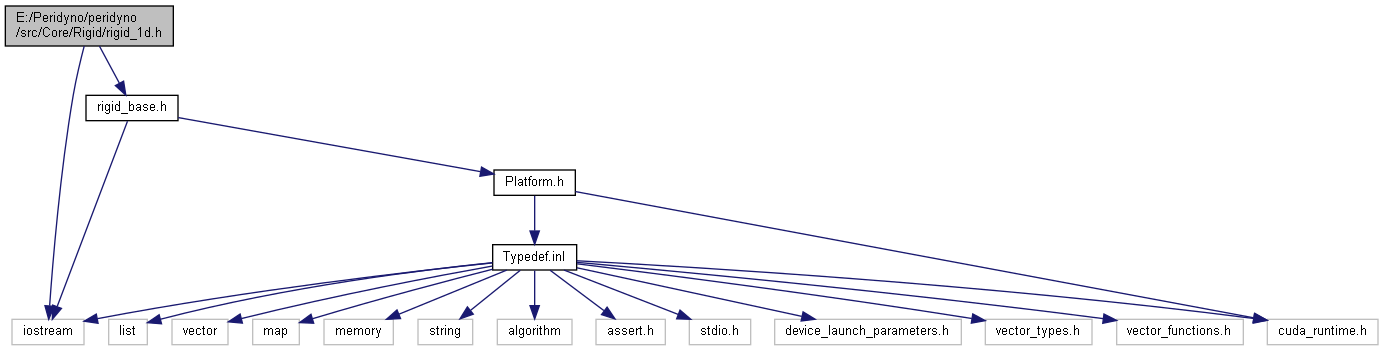 E:/Peridyno/peridyno
/src/Core/Rigid/rigid_1d.h
rigid_base.h
Platform.h
Typedef.inl
iostream
list
vector
map
memory
string
algorithm
assert.h
stdio.h
device_launch_parameters.h
vector_types.h
vector_functions.h
cuda_runtime.h